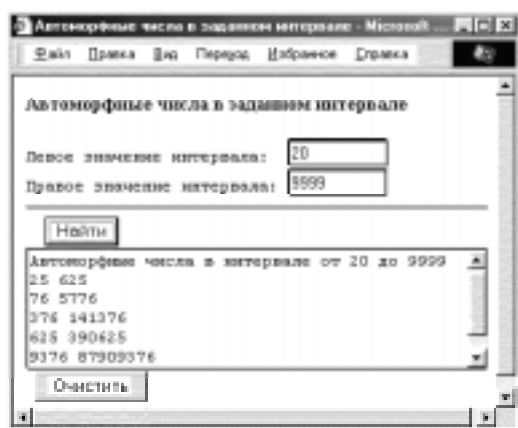 Автоморфные числа в заданном интервале - Microsoft ...
Файл Правка Вид Переход Избранное Справка
Автоморфные числа в заданном интервале
Левое значение интервала: 20
Правое значение интервала: 9999
Найти
Автоморфные числа в интервале от 20 до 9999
25 625
76 5776
376 141376
625 390625
9376 87909376
Очистить